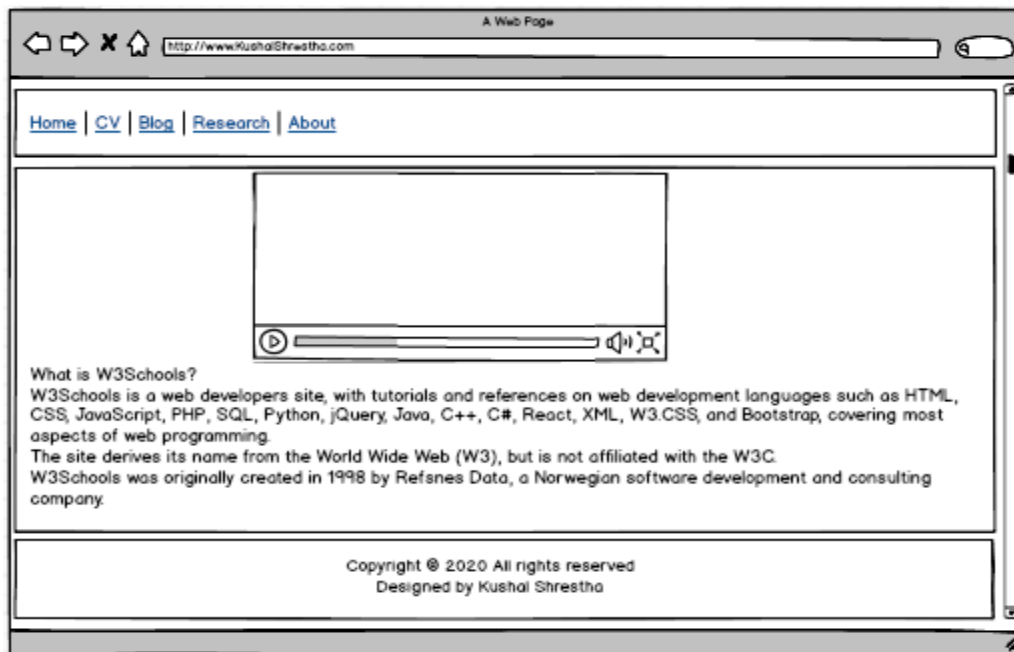 A Web Page
http://www.KushalShrestha.com
Home | CV | Blog | Research | About
What is W3Schools?
W3Schools is a web developers site, with tutorials and references on web development languages such as HTML,
CSS, JavaScript, PHP, SQL, Python, jQuery, Java, C++, C#, React, XML, W3.CSS, and Bootstrap, covering most
aspects of web programming.
The site derives its name from the World Wide Web (W3), but is not affiliated with the W3C.
W3Schools was originally created in 1998 by Refsnes Data, a Norwegian software development and consulting
company.
Copyright © 2020 All rights reserved
Designed by Kushal Shrestha